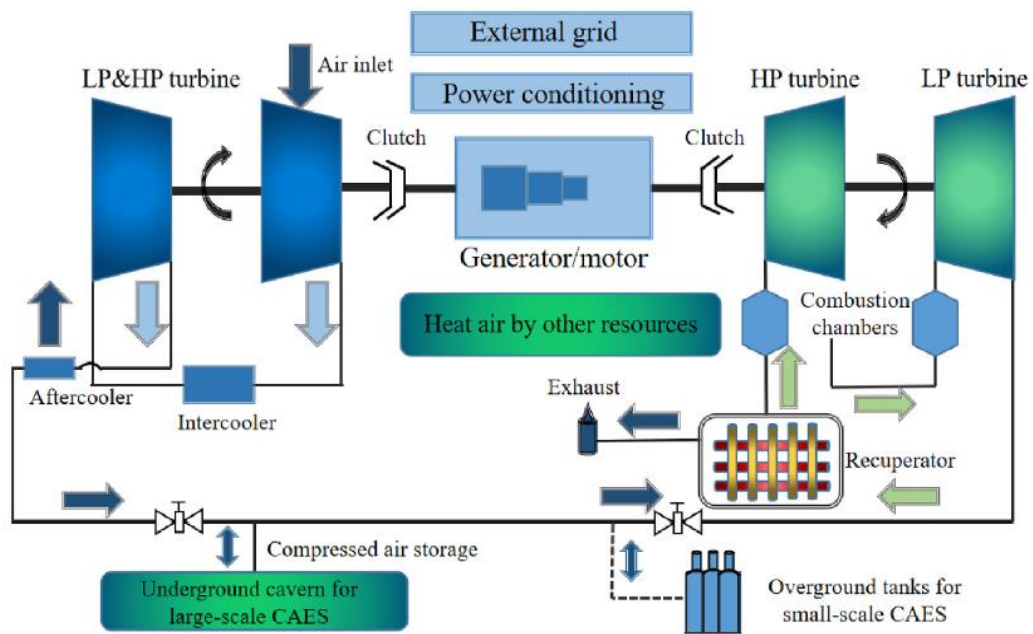 External grid
Air inlet
LP&HP turbine
HP turbine
LP turbine
Power conditioning
Clutch
Clutch
Generator/motor
Heat air by other resources
Combustion
chambers
Aftercooler
Intercooler
Exhaust
Recuperator
Compressed air storage
Underground cavern for
large-scale CAES
Overground tanks for
small-scale CAES